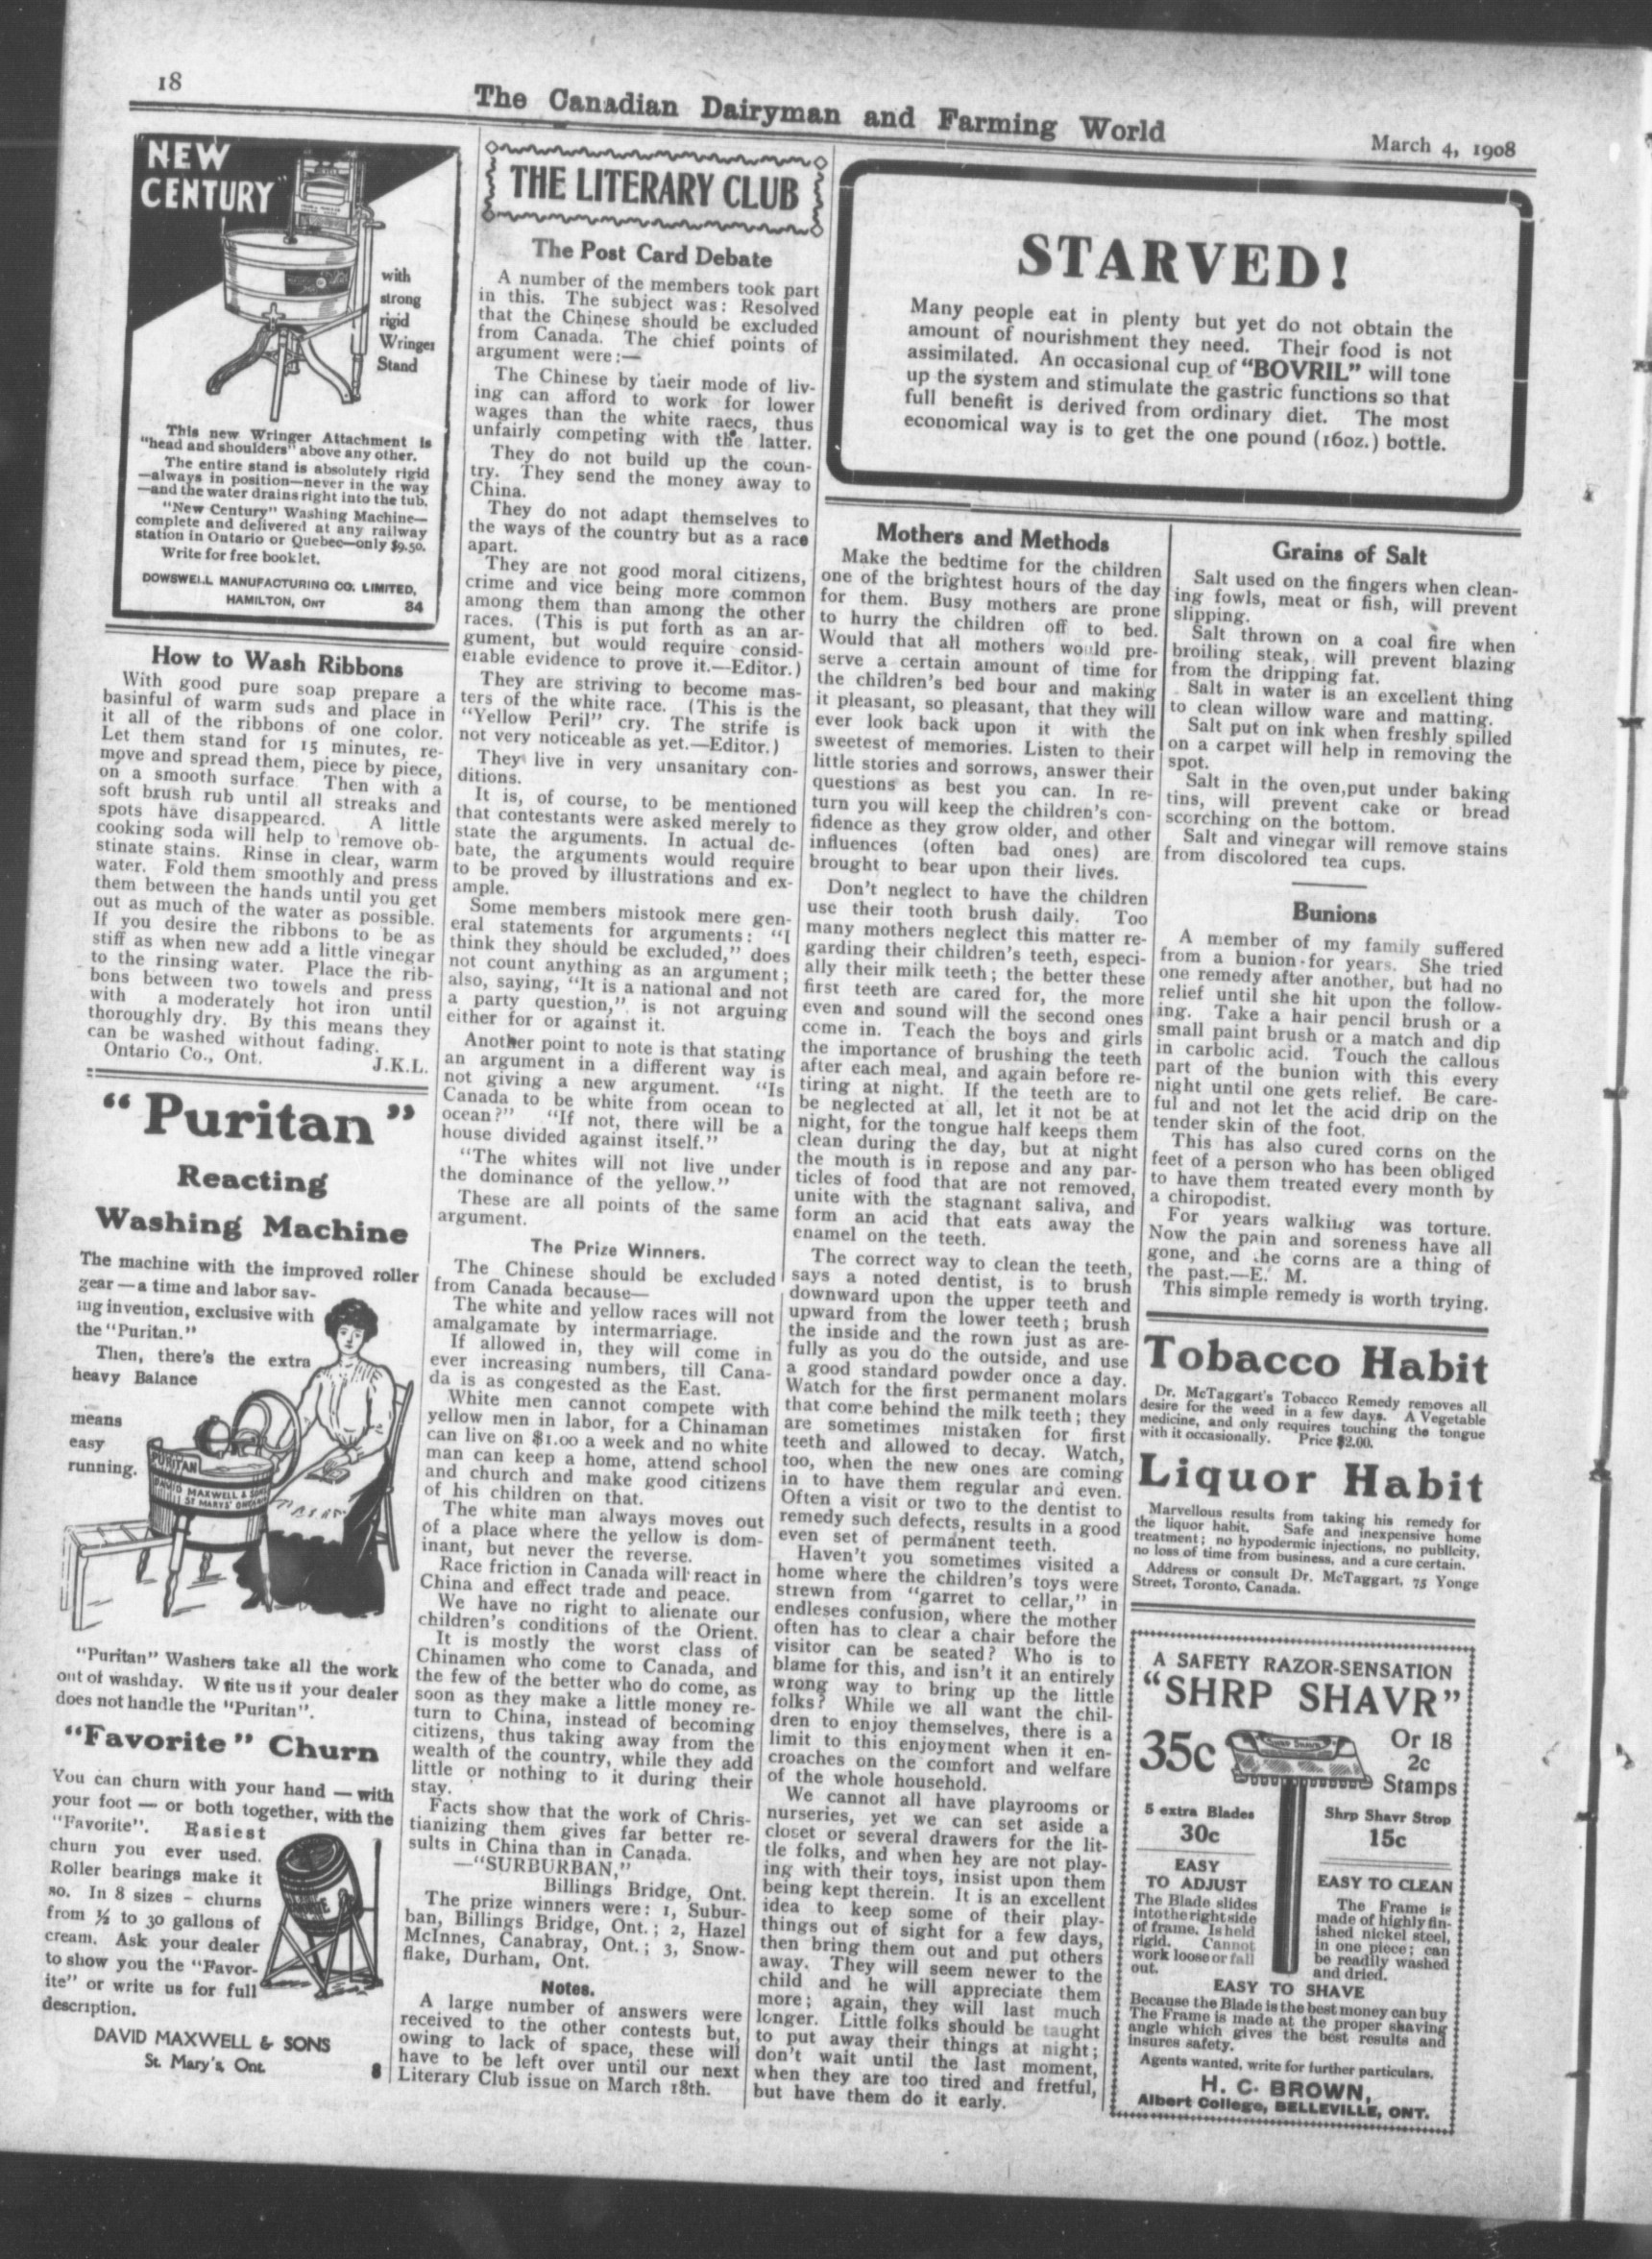 18
The Canadian Dairyman and Farming World
March 4, 1908
NEW
CENTURY"
with
strong
rigid
Wringer
Stand
This new Wringer Attachment is
"head and shoulders" above any other.
The entire stand is absolutely rigid
—always in position—never in the way
—and the water drains right into the tub.
"New Century" Washing Machine—
complete and delivered at any railway
station in Ontario or Quebec—only $9.50.
Write for free booklet.
DOWSWELL MANUFACTURING CO. LIMITED,
HAMILTON, ONT 84
How to Wash Ribbons
With good pure soap prepare a
basinful of warm suds and place in
it all of the ribbons of one color.
Let them stand for 15 minutes, re-
move and spread them, piece by piece,
on a smooth surface. Then with a
soft brush rub until all streaks and
spots have disappeared. A little
cooking soda will help to remove ob-
stinate stains. Rinse in clear, warm
water. Fold them smoothly and press
them between the hands until you get
out as much of the water as possible.
If you desire the ribbons to be as
stiff as when new add a little vinegar
to the rinsing water. Place the rib-
bons between two towels and press
with a moderately hot iron until
thoroughly dry. By this means they
can be washed without fading.
Ontario Co., Ont. J.K.L.
"Puritan"
Reacting
Washing Machine
The machine with the improved roller
gear—a time and labor sav-
ing invention, exclusive with
the "Puritan."
Then, there's the extra
heavy Balance
means
easy
running.
PURITAN
DAVID MAXWELL & SONS
ST MARYS' ONTARIO
"Puritan" Washers take all the work
out of washday. Write us if your dealer
does not handle the "Puritan".
"Favorite" Churn
You can churn with your hand—with
your foot—or both together, with the
"Favorite". Easiest
churn you ever used.
Roller bearings make it
so. In 8 sizes - churns
from ½ to 30 gallons of
cream. Ask your dealer
to show you the "Favor-
ite" or write us for full
description.
DAVID MAXWELL & SONS
St. Mary's, Ont. 8
THE LITERARY CLUB
The Post Card Debate
A number of the members took part
in this. The subject was: Resolved
that the Chinese should be excluded
from Canada. The chief points of
argument were:—
The Chinese by their mode of liv-
ing can afford to work for lower
wages than the white raecs, thus
unfairly competing with the latter.
They do not build up the coun-
try. They send the money away to
China.
They do not adapt themselves to
the ways of the country but as a race
apart.
They are not good moral citizens,
crime and vice being more common
among them than among the other
races. (This is put forth as an ar-
gument, but would require consid-
erable evidence to prove it.—Editor.)
They are striving to become mas-
ters of the white race. (This is the
"Yellow Peril" cry. The strife is
not very noticeable as yet.—Editor.)
They live in very unsanitary con-
ditions.
It is, of course, to be mentioned
that contestants were asked merely to
state the arguments. In actual de-
bate, the arguments would require
to be proved by illustrations and ex-
ample.
Some members mistook mere gen-
eral statements for arguments: "I
think they should be excluded," does
not count anything as an argument;
also, saying, "It is a national and not
a party question," is not arguing
either for or against it.
Another point to note is that stating
an argument in a different way is
not giving a new argument. "Is
Canada to be white from ocean to
ocean?" "If not, there will be a
house divided against itself."
"The whites will not live under
the dominance of the yellow."
These are all points of the same
argument.
The Prize Winners.
The Chinese should be excluded
from Canada because—
The white and yellow races will not
amalgamate by intermarriage.
If allowed in, they will come in
ever increasing numbers, till Cana-
da is as congested as the East.
White men cannot compete with
yellow men in labor, for a Chinaman
can live on $1.00 a week and no white
man can keep a home, attend school
and church and make good citizens
of his children on that.
The white man always moves out
of a place where the yellow is dom-
inant, but never the reverse.
Race friction in Canada will react in
China and effect trade and peace.
We have no right to alienate our
children's conditions of the Orient.
It is mostly the worst class of
Chinamen who come to Canada, and
the few of the better who do come, as
soon as they make a little money re-
turn to China, instead of becoming
citizens, thus taking away from the
wealth of the country, while they add
little or nothing to it during their
stay.
Facts show that the work of Chris-
tianizing them gives far better re-
sults in China than in Canada.
—"SURBURBAN,"
Billings Bridge, Ont.
The prize winners were: 1, Subur-
ban, Billings Bridge, Ont.; 2, Hazel
McInnes, Canabray, Ont.; 3, Snow-
flake, Durham, Ont.
Notes.
A large number of answers were
received to the other contests but,
owing to lack of space, these will
have to be left over until our next
Literary Club issue on March 18th.
STARVED!
Many people eat in plenty but yet do not obtain the
amount of nourishment they need. Their food is not
assimilated. An occasional cup of "BOVRIL" will tone
up the system and stimulate the gastric functions so that
full benefit is derived from ordinary diet. The most
economical way is to get the one pound (16oz.) bottle.
Mothers and Methods
Make the bedtime for the children
one of the brightest hours of the day
for them. Busy mothers are prone
to hurry the children off to bed.
Would that all mothers would pre-
serve a certain amount of time for
the children's bed hour and making
it pleasant, so pleasant, that they will
ever look back upon it with the
sweetest of memories. Listen to their
little stories and sorrows, answer their
questions as best you can. In re-
turn you will keep the children's con-
fidence as they grow older, and other
influences (often bad ones) are
brought to bear upon their lives.
Don't neglect to have the children
use their tooth brush daily. Too
many mothers neglect this matter re-
garding their children's teeth, especi-
ally their milk teeth; the better these
first teeth are cared for, the more
even and sound will the second ones
come in. Teach the boys and girls
the importance of brushing the teeth
after each meal, and again before re-
tiring at night. If the teeth are to
be neglected at all, let it not be at
night, for the tongue half keeps them
clean during the day, but at night
the mouth is in repose and any par-
ticles of food that are not removed,
unite with the stagnant saliva, and
form an acid that eats away the
enamel on the teeth.
The correct way to clean the teeth,
says a noted dentist, is to brush
downward upon the upper teeth and
upward from the lower teeth; brush
the inside and the rown just as are-
fully as you do the outside, and use
a good standard powder once a day.
Watch for the first permanent molars
that come behind the milk teeth; they
are sometimes mistaken for first
teeth and allowed to decay. Watch,
too, when the new ones are coming
in to have them regular and even.
Often a visit or two to the dentist to
remedy such defects, results in a good
even set of permanent teeth.
Haven't you sometimes visited a
home where the children's toys were
strewn from "garret to cellar," in
endleses confusion, where the mother
often has to clear a chair before the
visitor can be seated? Who is to
blame for this, and isn't it an entirely
wrong way to bring up the little
folks? While we all want the chil-
dren to enjoy themselves, there is a
limit to this enjoyment when it en-
croaches on the comfort and welfare
of the whole household.
We cannot all have playrooms or
nurseries, yet we can set aside a
closet or several drawers for the lit-
tle folks, and when hey are not play-
ing with their toys, insist upon them
being kept therein. It is an excellent
idea to keep some of their play-
things out of sight for a few days,
then bring them out and put others
away. They will seem newer to the
child and he will appreciate them
more; again, they will last much
longer. Little folks should be taught
to put away their things at night;
don't wait until the last moment,
when they are too tired and fretful,
but have them do it early.
Grains of Salt
Salt used on the fingers when clean-
ing fowls, meat or fish, will prevent
slipping.
Salt thrown on a coal fire when
broiling steak, will prevent blazing
from the dripping fat.
Salt in water is an excellent thing
to clean willow ware and matting.
Salt put on ink when freshly spilled
on a carpet will help in removing the
spot.
Salt in the oven,put under baking
tins, will prevent cake or bread
scorching on the bottom.
Salt and vinegar will remove stains
from discolored tea cups.
Bunions
A member of my family suffered
from a bunion for years. She tried
one remedy after another, but had no
relief until she hit upon the follow-
ing. Take a hair pencil brush or a
small paint brush or a match and dip
in carbolic acid. Touch the callous
part of the bunion with this every
night until one gets relief. Be care-
ful and not let the acid drip on the
tender skin of the foot.
This has also cured corns on the
feet of a person who has been obliged
to have them treated every month by
a chiropodist.
For years walking was torture.
Now the pain and soreness have all
gone, and he corns are a thing of
the past.—E. M.
This simple remedy is worth trying.
Tobacco Habit
Dr. McTaggart's Tobacco Remedy removes all
desire for the weed in a few days. A Vegetable
medicine, and only requires touching the tongue
with it occasionally. Price $2.00.
Liquor Habit
Marvellous results from taking his remedy for
the liquor habit. Safe and inexpensive home
treatment; no hypodermic injections, no publicity,
no loss of time from business, and a cure certain.
Address or consult Dr. McTaggart, 75 Yonge
Street, Toronto, Canada.
A SAFETY RAZOR-SENSATION
"SHRP SHAVR"
35c
Or 18
2c
Stamps
5 extra Blades
30c
Shrp Shavr Strop
15c
EASY
TO ADJUST
The Blade slides
into the right side
of frame. Is held
rigid. Cannot
work loose or fall
out.
EASY TO CLEAN
The Frame is
made of highly fin-
ished nickel steel,
in one piece; can
be readily washed
and dried.
EASY TO SHAVE
Because the Blade is the best money can buy
The Frame is made at the proper shaving
angle which gives the best results and
insures safety.
Agents wanted, write for further particulars.
H. C. BROWN,
Albert College, BELLEVILLE, ONT.